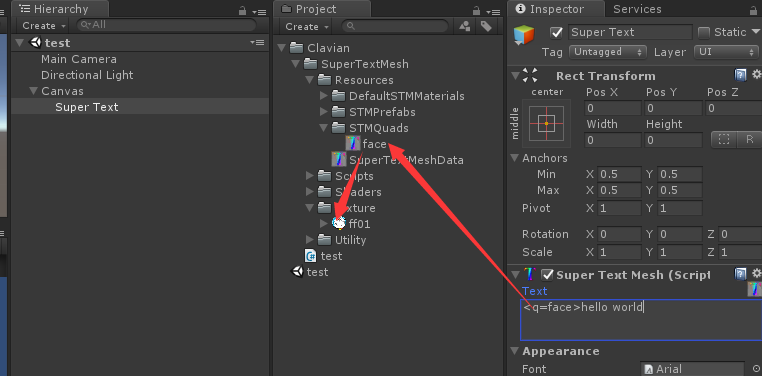 Hierarchy
Create
All
test
Main Camera
Directional Light
Canvas
Super Text
Project
Create
Clavian
SuperTextMesh
Resources
DefaultSTMMaterials
STMPrefabs
STMQuads
face
SuperTextMeshData
Scripts
Shaders
ff01
Utility
test
test
Inspector Services
Super Text Static
Tag Untagged Layer UI
Rect Transform
center Pos X Pos Y Pos Z
middle
0 0 0
Width Height
0 0 R
Anchors
Min X 0.5 Y 0.5
Max X 0.5 Y 0.5
Pivot X 1 Y 1
Rotation X 0 Y 0 Z 0
Scale X 1 Y 1 Z 1
Super Text Mesh (Script
Text
<q=face>hello world
Appearance
Font Arial